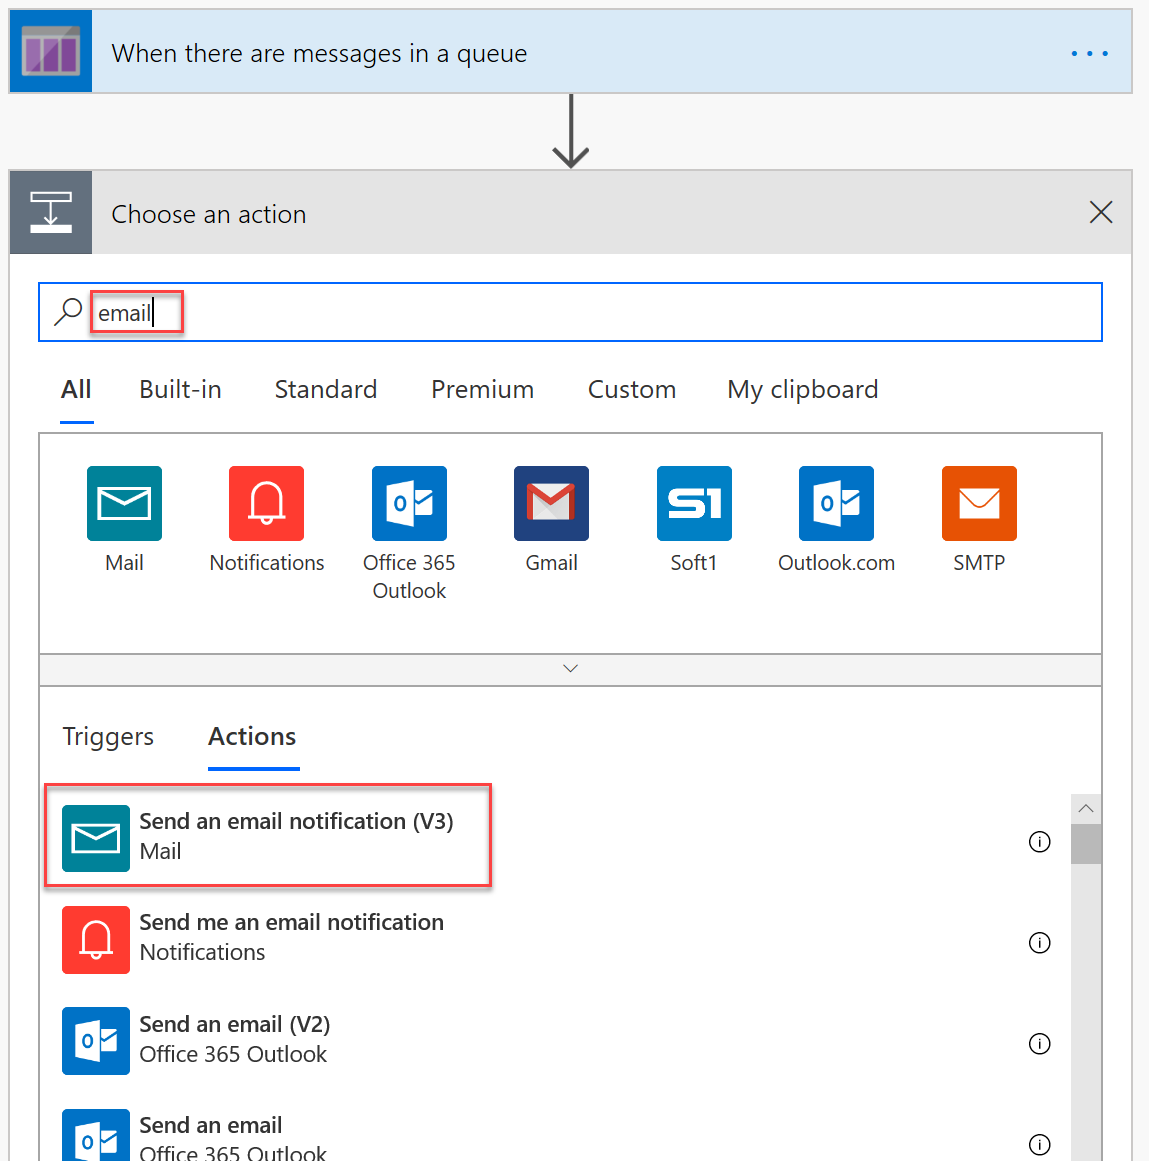 When there are messages in a queue
Choose an action
email
All Built-in Standard Premium Custom My clipboard
Mail Notifications Office 365 Outlook Gmail S1 Soft1 Outlook.com SMTP
Triggers Actions
Send an email notification (V3)
Mail
Send me an email notification
Notifications
Send an email (V2)
Office 365 Outlook
Send an email
Office 365 Outlook